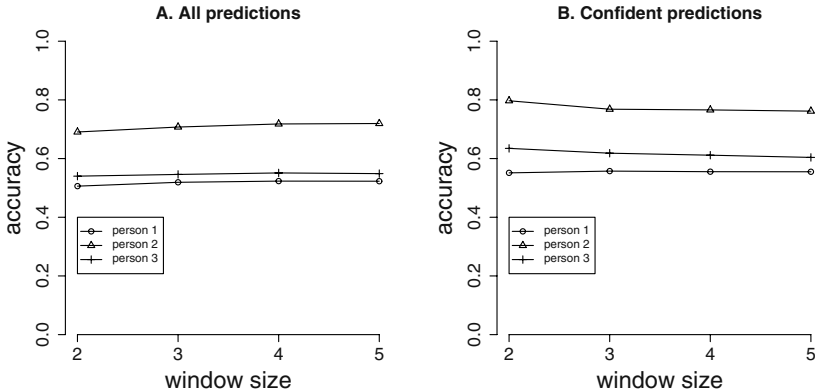 A. All predictions
accuracy
1.0
0.8
0.6
0.4
0.2
0.0
person 1
person 2
person 3
2 3 4 5
window size
B. Confident predictions
accuracy
1.0
0.8
0.6
0.4
0.2
0.0
person 1
person 2
person 3
2 3 4 5
window size